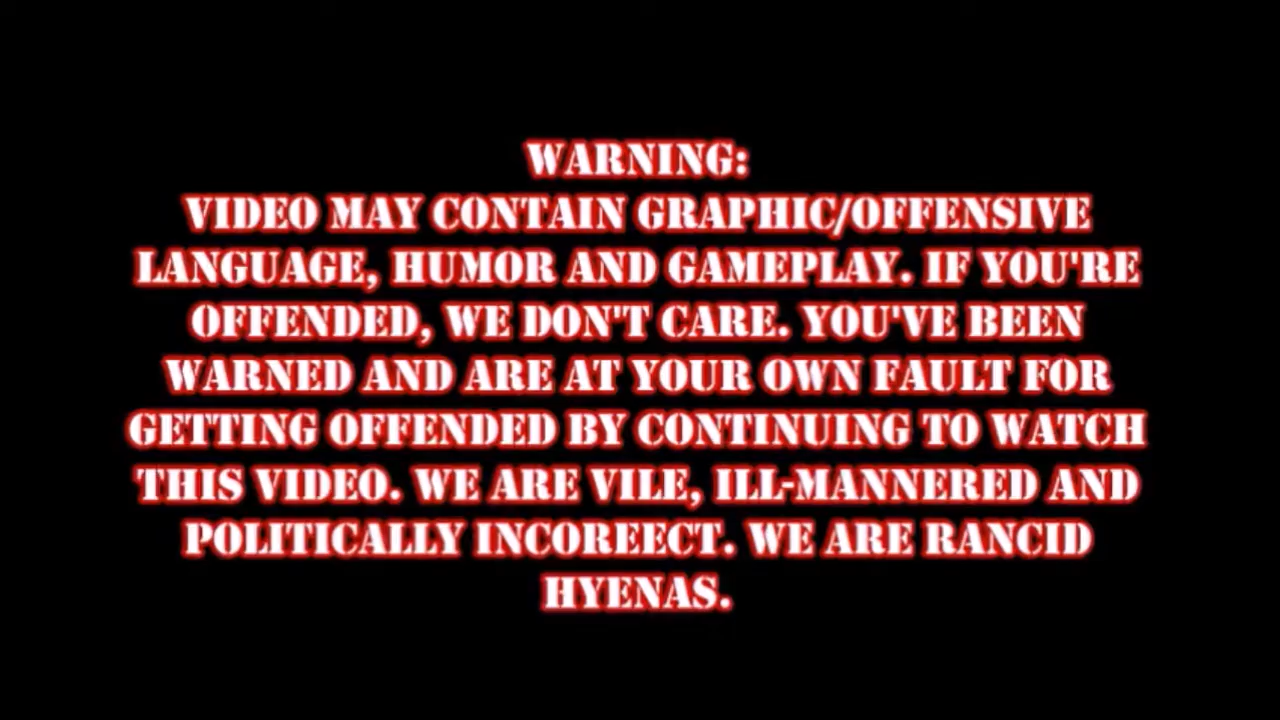 WARNING:
VIDEO MAY CONTAIN GRAPHIC/OFFENSIVE
LANGUAGE, HUMOR AND GAMEPLAY. IF YOU'RE
OFFENDED, WE DON'T CARE. YOU'VE BEEN
WARNED AND ARE AT YOUR OWN FAULT FOR
GETTING OFFENDED BY CONTINUING TO WATCH
THIS VIDEO. WE ARE VILE, ILL-MANNERED AND
POLITICALLY INCOREECT. WE ARE RANCID
HYENAS.